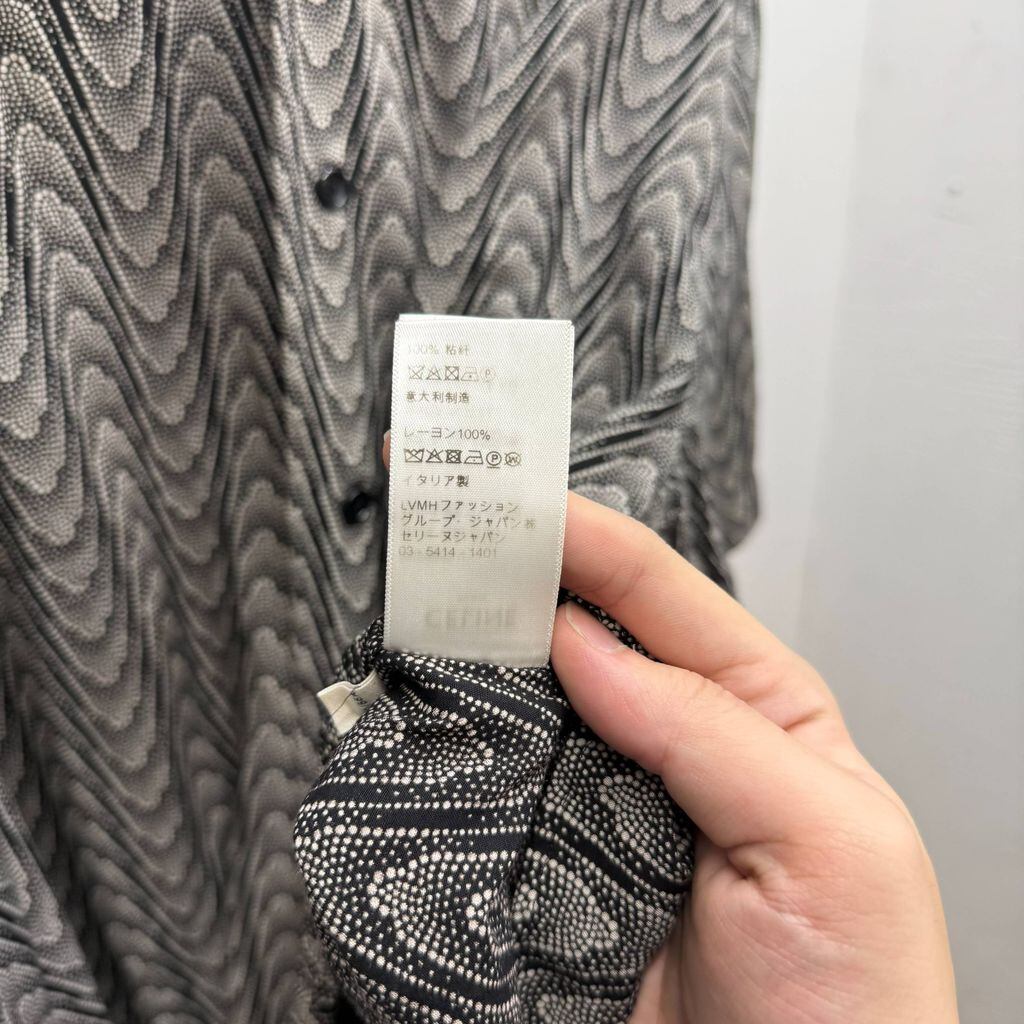 100% 粘纤
意大利制造
レーヨン100%
P W
イタリア製
LVMHファッション
グループ・ジャパン㈱
セリーヌジャパン
03-5414-1401
CELINE